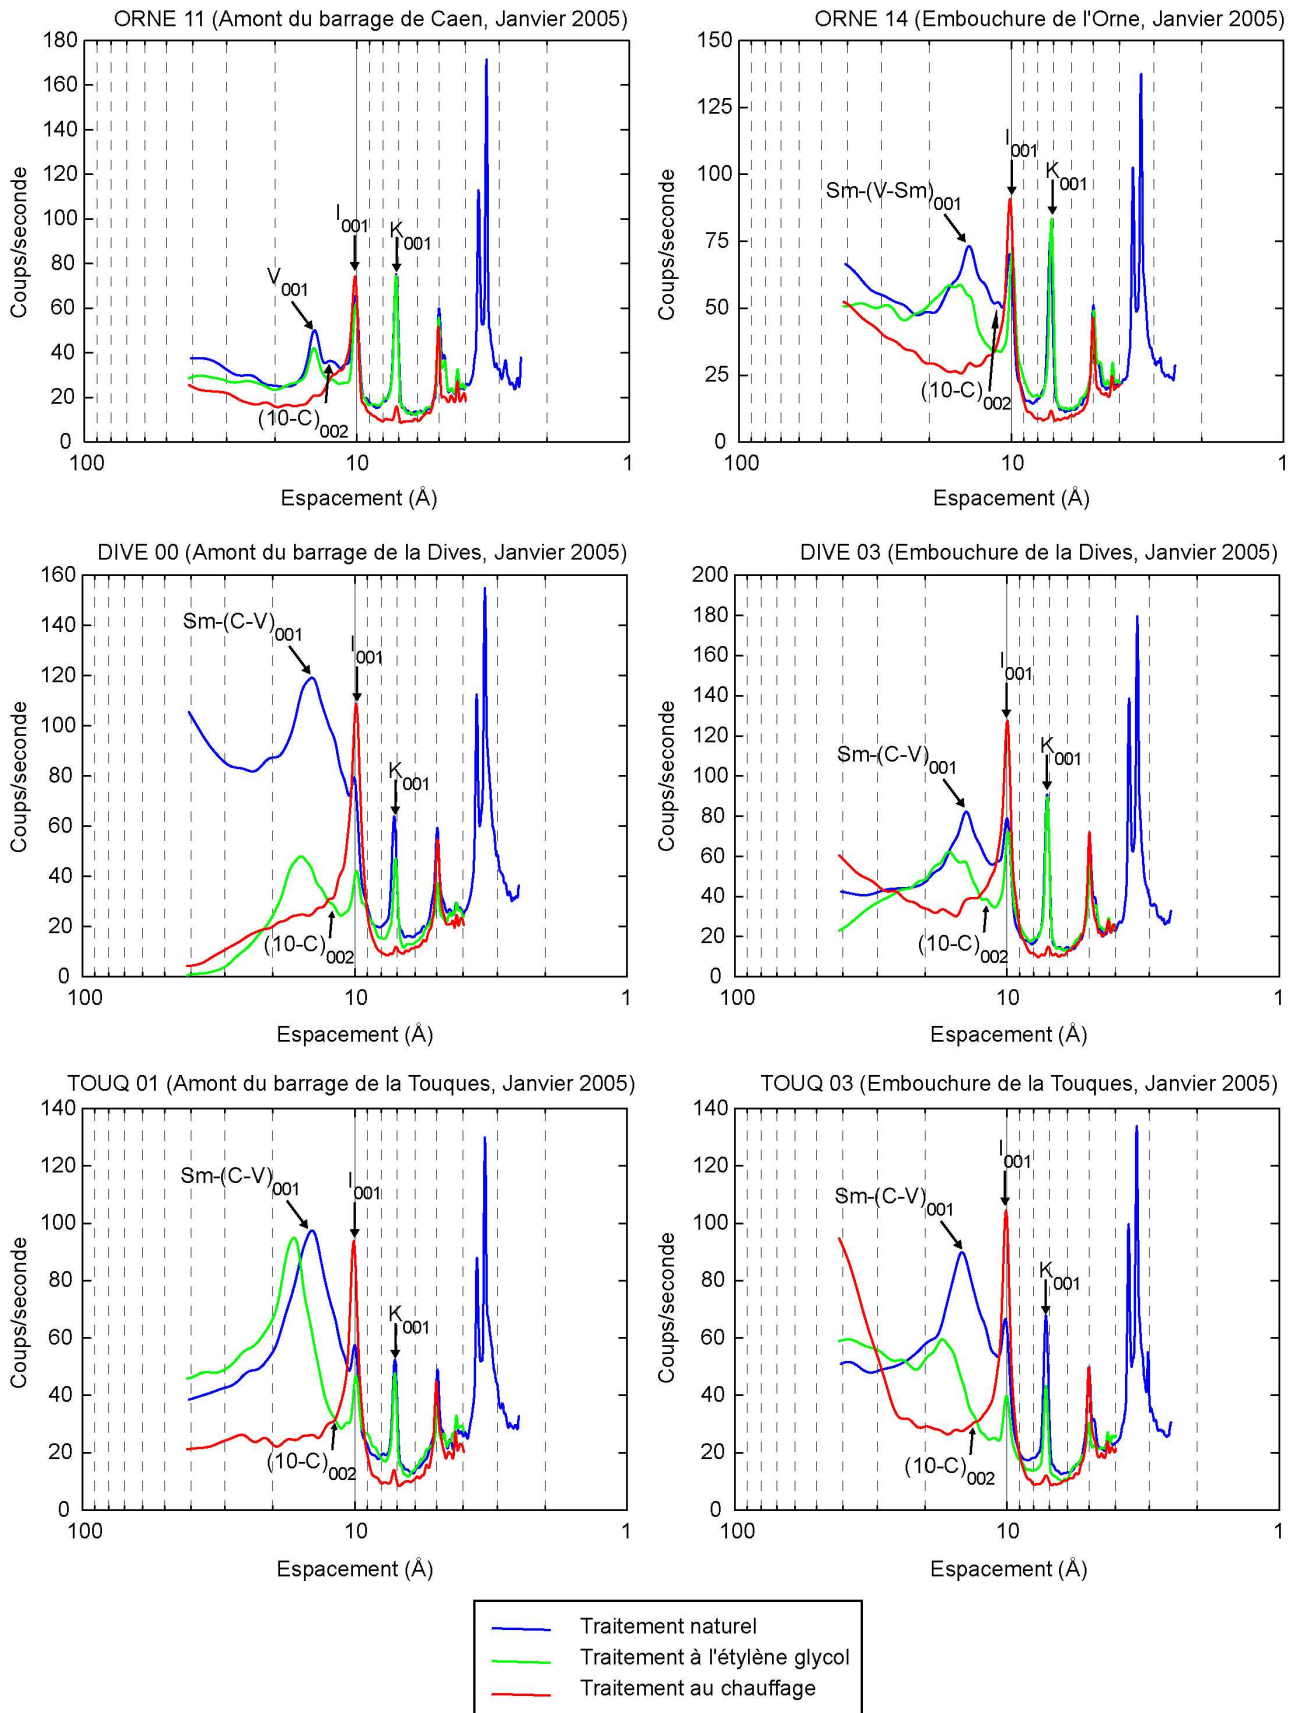 ORNE 11 (Amont du barrage de Caen, Janvier 2005)
180
160
140
120
100
80
60
40
20
0
Coups/seconde
V001
I001
K001
(10-C)002
100
10
1
Espacement (Å)
ORNE 14 (Embouchure de l'Orne, Janvier 2005)
150
125
100
75
50
25
0
Coups/seconde
Sm-(V-Sm)001
I001
K001
(10-C)002
100
10
1
Espacement (Å)
DIVE 00 (Amont du barrage de la Dives, Janvier 2005)
160
140
120
100
80
60
40
20
0
Coups/seconde
Sm-(C-V)001
I001
K001
(10-C)002
100
10
1
Espacement (Å)
DIVE 03 (Embouchure de la Dives, Janvier 2005)
200
180
160
140
120
100
80
60
40
20
0
Coups/seconde
Sm-(C-V)001
I001
K001
(10-C)002
100
10
1
Espacement (Å)
TOUQ 01 (Amont du barrage de la Touques, Janvier 2005)
140
120
100
80
60
40
20
0
Coups/seconde
Sm-(C-V)001
I001
K001
(10-C)002
100
10
1
Espacement (Å)
TOUQ 03 (Embouchure de la Touques, Janvier 2005)
140
120
100
80
60
40
20
0
Coups/seconde
Sm-(C-V)001
I001
K001
(10-C)002
100
10
1
Espacement (Å)
Traitement naturel
Traitement à l'étylène glycol
Traitement au chauffage